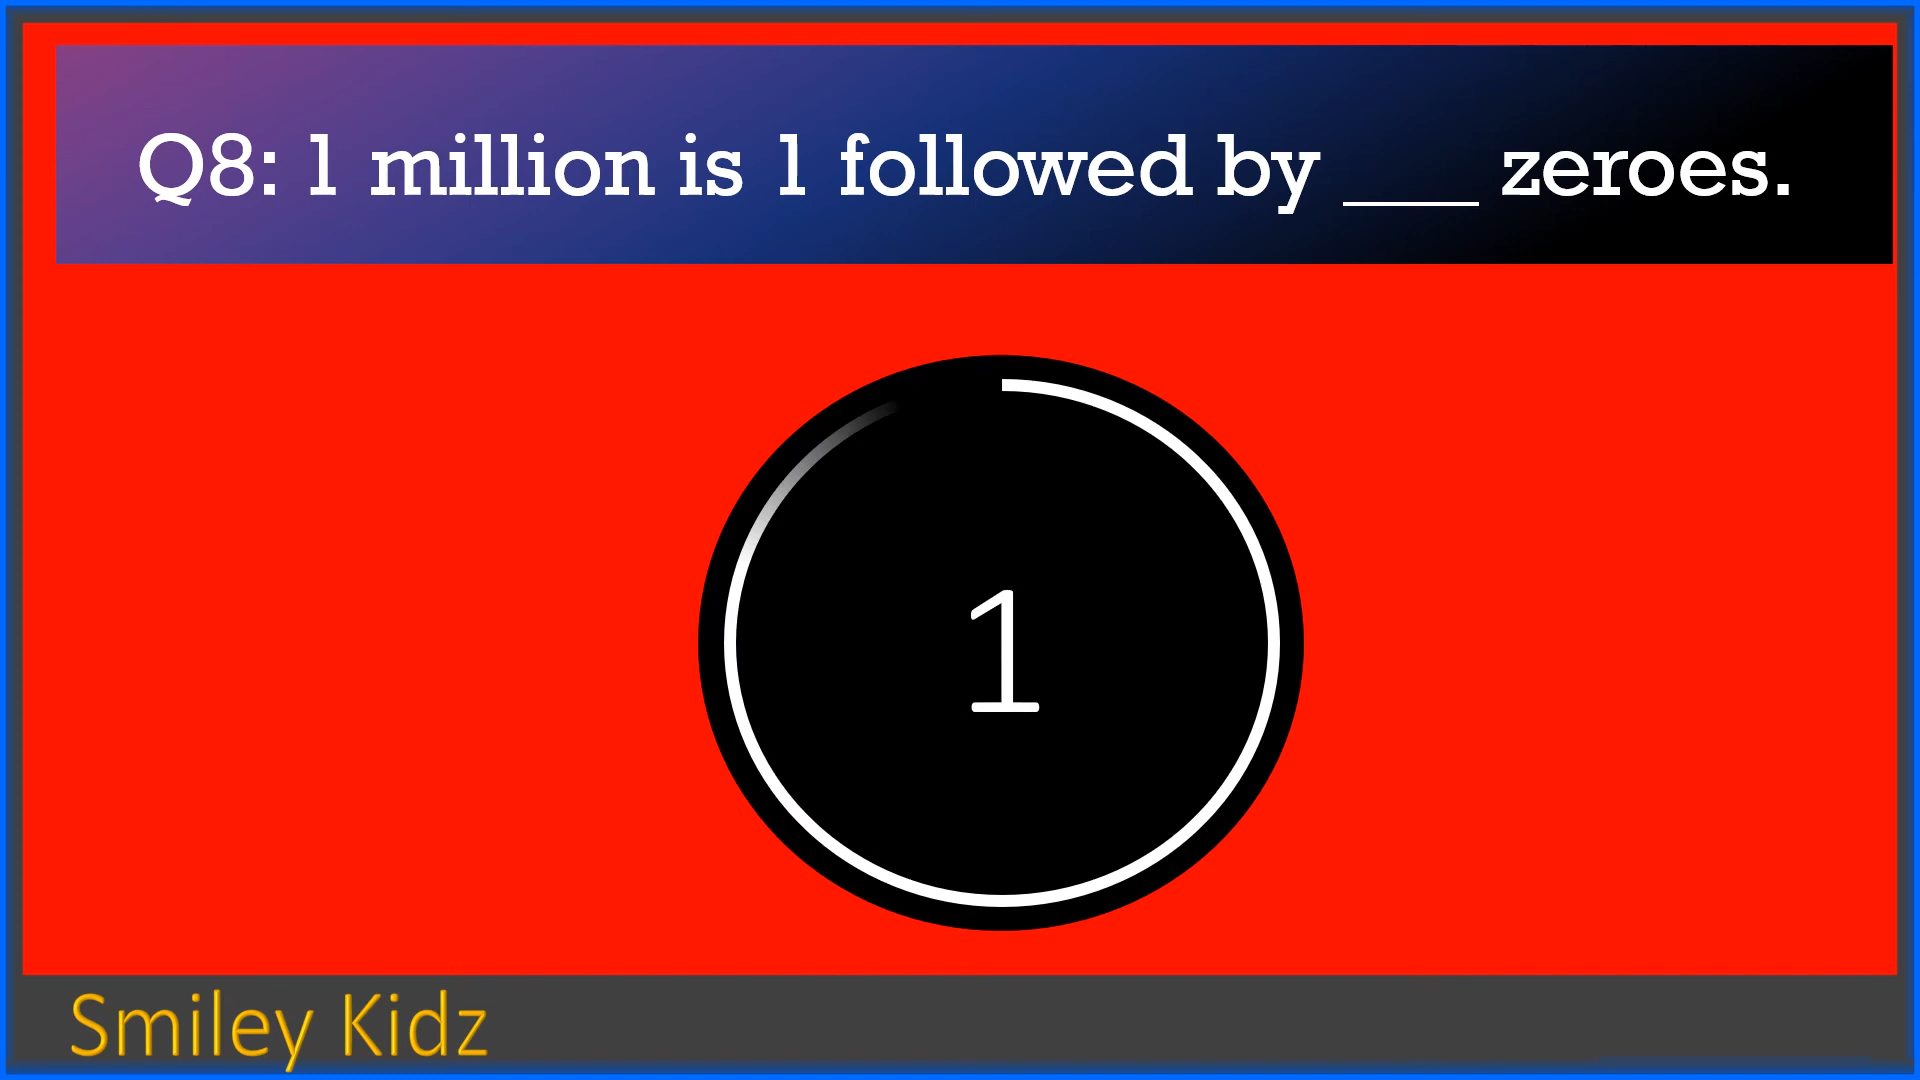 Q8: 1 million is 1 followed by ___ zeroes.
1
Smiley Kidz